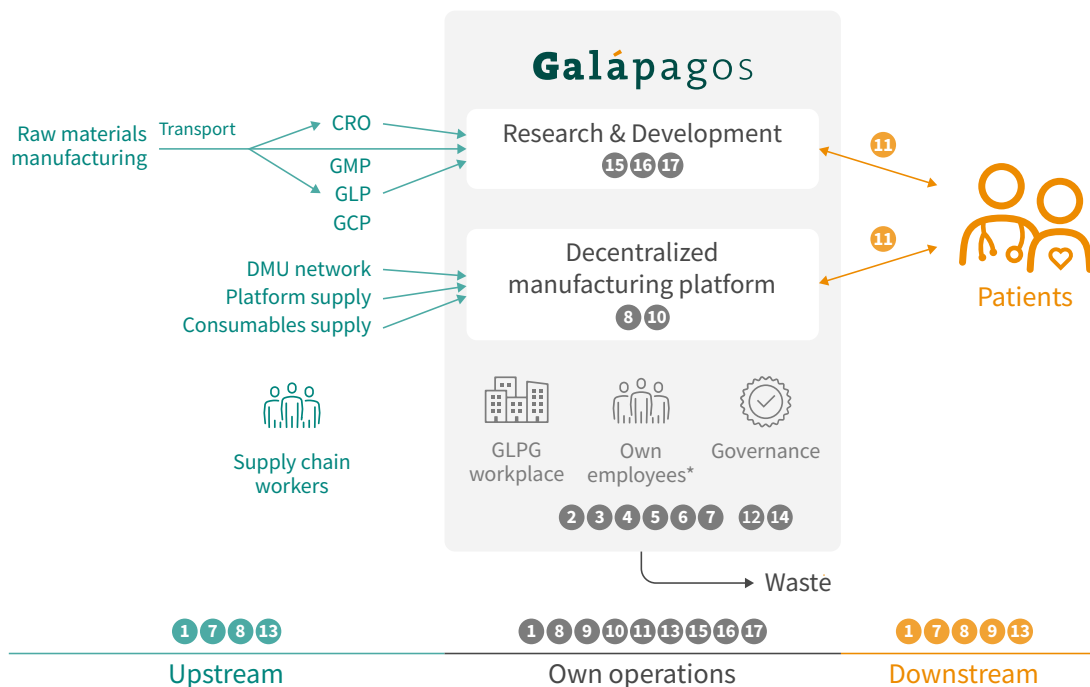 Galápagos
Raw materials
manufacturing
Transport
CRO
GMP
GLP
GCP
Research & Development
15 16 17
11
DMU network
Platform supply
Consumables supply
Decentralized
manufacturing platform
8 10
11
Patients
Supply chain
workers
GLPG
workplace
Own
employees*
Governance
2 3 4 5 6 7 12 14
Waste
1 7 8 13
1 8 9 10 11 13 15 16 17
1 7 8 9 13
Upstream
Own operations
Downstream